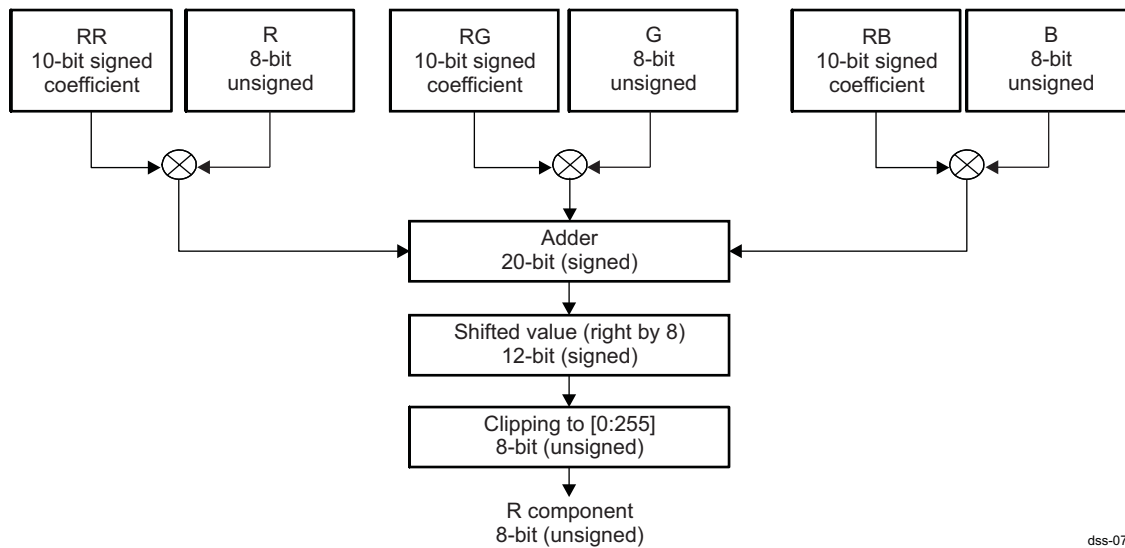 RR
10-bit signed
coefficient
R
8-bit
unsigned
RG
10-bit signed
coefficient
G
8-bit
unsigned
RB
10-bit signed
coefficient
B
8-bit
unsigned
Adder
20-bit (signed)
Shifted value (right by 8)
12-bit (signed)
Clipping to [0:255]
8-bit (unsigned)
R component
8-bit (unsigned)
dss-07